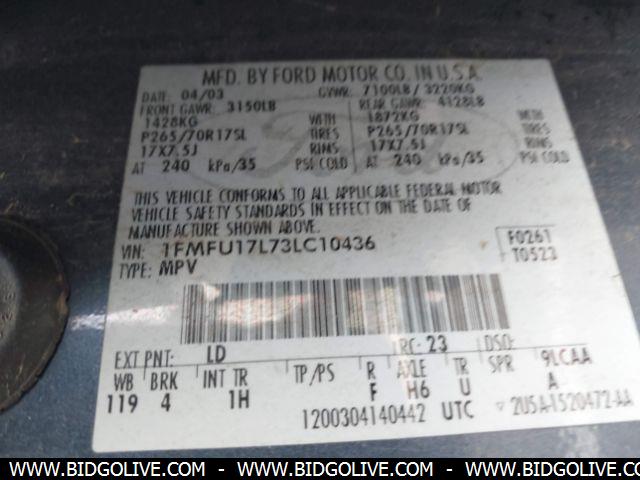 MFD. BY FORD MOTOR CO. IN U.S.A.
DATE: 04/03 GVWR: 7100LB / 3220KG
FRONT GAWR: 3150LB REAR GAWR: 4128LB
1428KG WITH 1872KG WITH
P265/70R17SL TIRES P265/70R17SL TIRES
17X7.5J RIMS 17X7.5J RIMS
AT 240 kPa/35 PSI COLD AT 240 kPa/35 PSI COLD
THIS VEHICLE CONFORMS TO ALL APPLICABLE FEDERAL MOTOR
VEHICLE SAFETY STANDARDS IN EFFECT ON THE DATE OF
MANUFACTURE SHOWN ABOVE.
VIN: 1FMFU17L73LC10436 F0261
TYPE: MPV T0523
EXT PNT: LD RC: 23 DSO:
WB BRK INT TR TP/PS R AXLE TR SPR 9LCAA
119 4 1H F H6 U A
1200304140442 UTC ▽ 2U5A-1520472-AA
WWW.BIDGOLIVE.COM - WWW.BIDGOLIVE.COM - WWW.BIDGOLIVE.COM